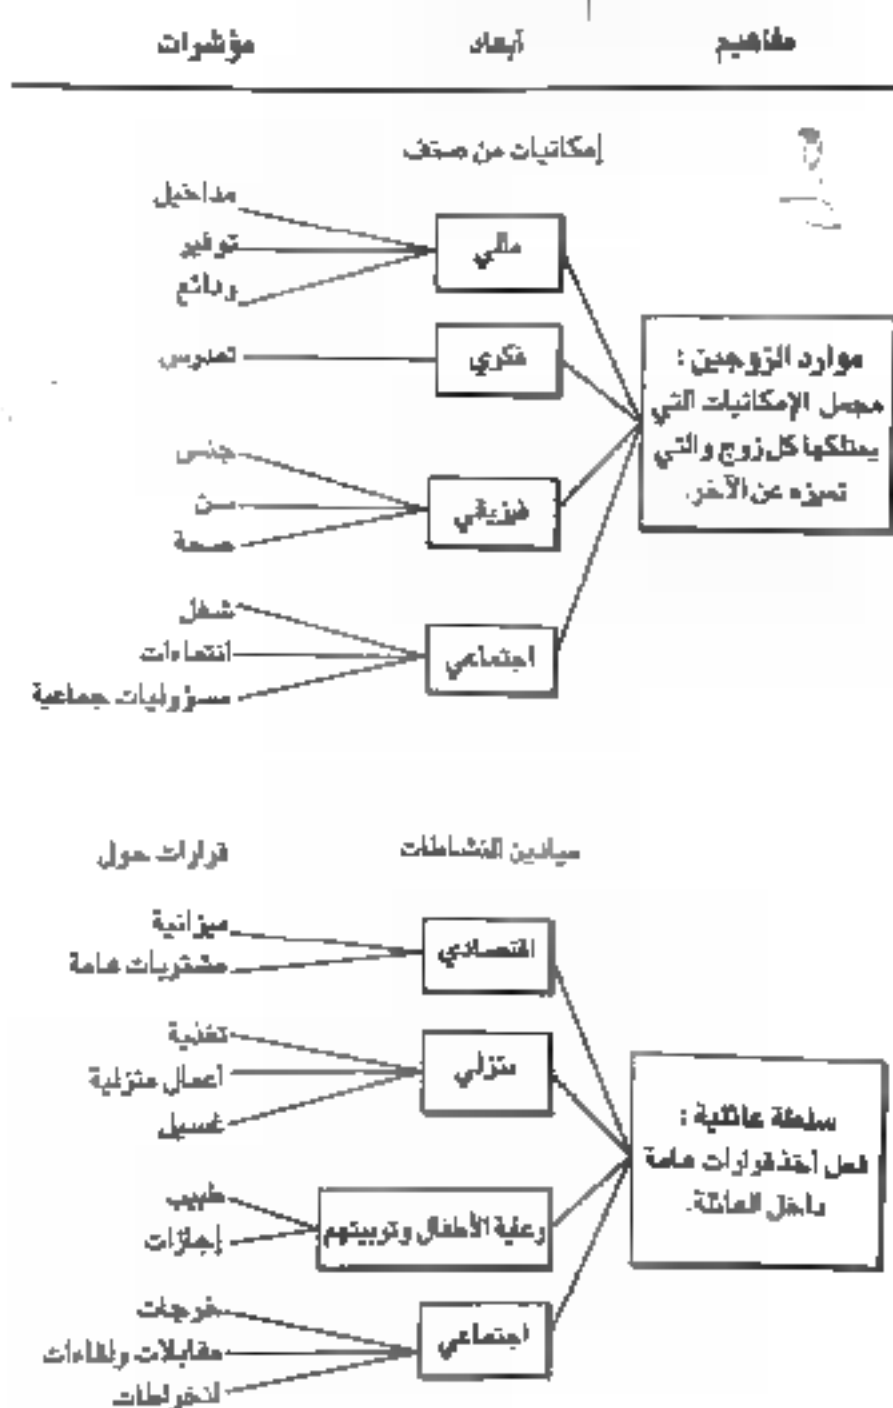 مفاهيم
أبعاد
مؤشرات
إمكانيات من صنف
موارد الزوجين :
مجمل الإمكانيات التي
يمتلكها كل زوج والتي
تميزه عن الآخر.
مالي
مداخيل
توفير
ودائع
فكري
تمدرس
فيزيقي
جنس
سن
صحة
اجتماعي
شغل
انتماءات
مسؤوليات جماعية
ميادين النشاطات
قرارات حول
سلطة عائلية :
فعل أخذ قرارات هامة
داخل العائلة.
اقتصادي
ميزانية
مشتريات هامة
منزلي
تغذية
أعمال منزلية
غسيل
رعاية الأطفال وتربيتهم
طبيب
إجازات
اجتماعي
خرجات
مقابلات ولقاءات
انخراطات